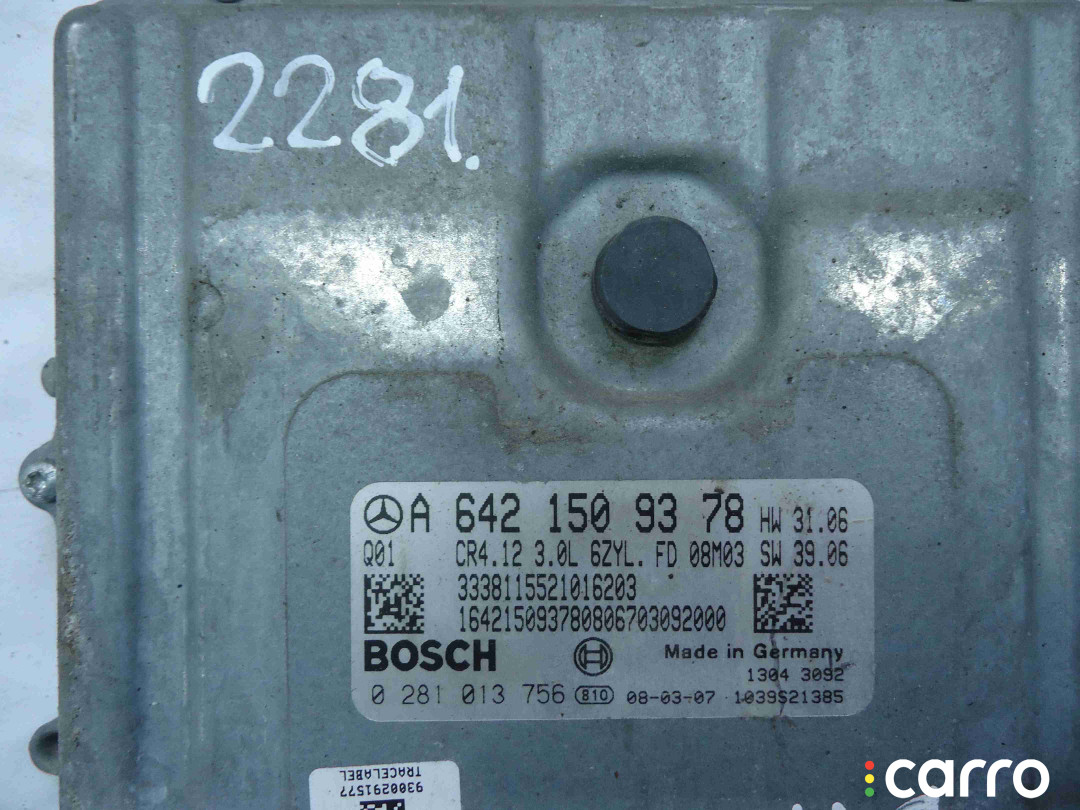 2281.
A 642 150 93 78 HW 31.06
Q01 CR4.12 3.0L 6ZYL. FD 08M03 SW 39.06
3338115521016203
164215093780806703092000
BOSCH Made in Germany
1304 3092
0 281 013 756 810 08-03-07 1039S21385
9300291577
TRACELABEL
carro